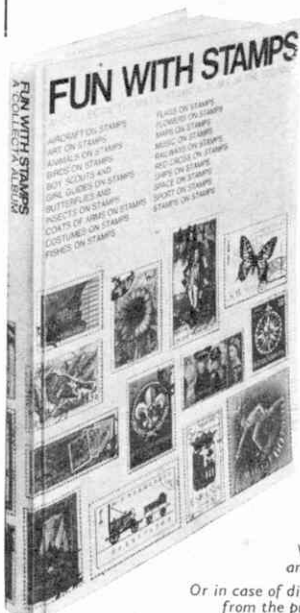 FUN WITH STAMPS
FUN WITH STAMPS
A 'COLLECTA' ALBUM
AIRCRAFT ON STAMPS
ART ON STAMPS
ANIMALS ON STAMPS
BIRDS ON STAMPS
BOY SCOUTS AND
GIRL GUIDES ON STAMPS
BUTTERFLIES AND
INSECTS ON STAMPS
COATS OF ARMS ON STAMPS
COSTUMES ON STAMPS
FISHES ON STAMPS
FLAGS ON STAMPS
FLOWERS ON STAMPS
MAPS ON STAMPS
MUSIC ON STAMPS
RAILWAYS ON STAMPS
RED CROSS ON STAMPS
SHIPS ON STAMPS
SPACE ON STAMPS
SPORT ON STAMPS
STAMPS ON STAMPS
Or in case of di
from the p